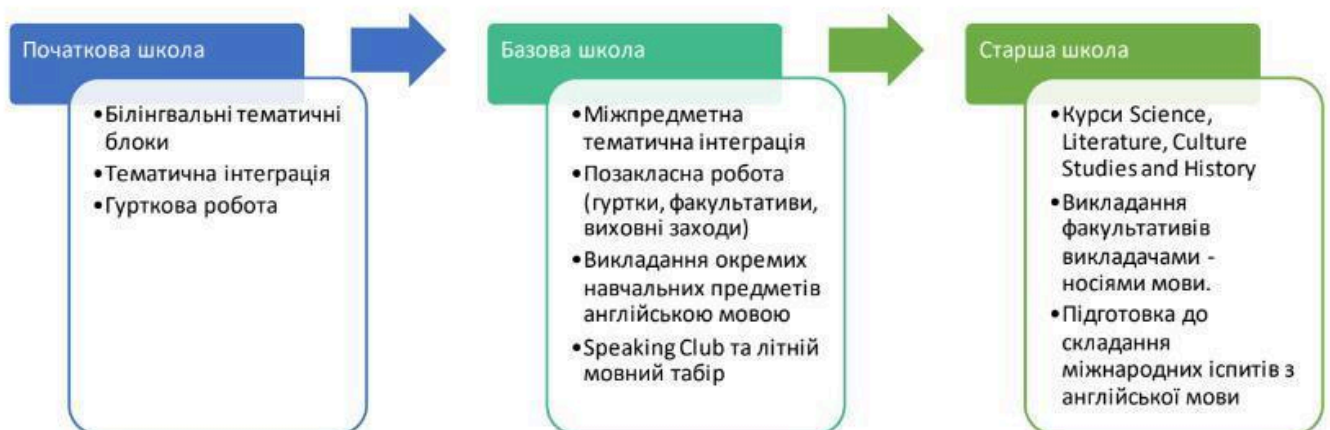 Початкова школа
•Білінгвальні тематичні
блоки
•Тематична інтеграція
•Гурткова робота
Базова школа
•Міжпредметна
тематична інтеграція
•Позакласна робота
(гуртки, факультативи,
виховні заходи)
•Викладання окремих
навчальних предметів
англійською мовою
•Speaking Club та літній
мовний табір
Старша школа
•Курси Science,
Literature, Culture
Studies and History
•Викладання
факультативів
викладачами -
носіями мови.
•Підготовка до
складання
міжнародних іспитів з
англійської мови